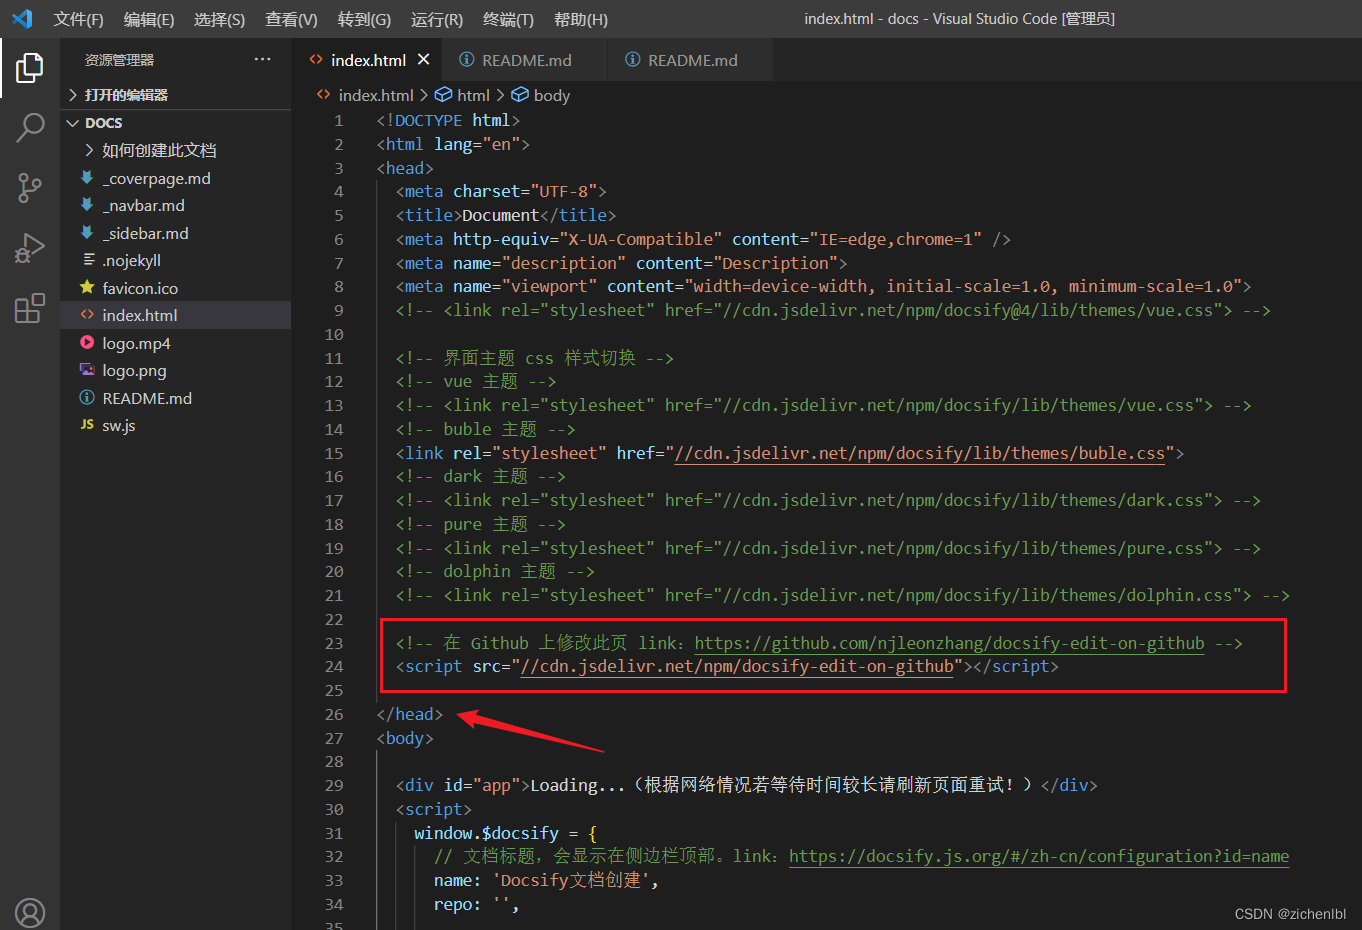 文件(F) 编辑(E) 选择(S) 查看(V) 转到(G) 运行(R) 终端(T) 帮助(H) index.html - docs - Visual Studio Code [管理员]
资源管理器 ...
打开的编辑器
DOCS
如何创建此文档
_coverpage.md
_navbar.md
_sidebar.md
.nojekyll
favicon.ico
index.html
logo.mp4
logo.png
README.md
JS sw.js
index.html README.md README.md
index.html > html > body
1 <!DOCTYPE html>
2 <html lang="en">
3 <head>
4 <meta charset="UTF-8">
5 <title>Document</title>
6 <meta http-equiv="X-UA-Compatible" content="IE=edge,chrome=1" />
7 <meta name="description" content="Description">
8 <meta name="viewport" content="width=device-width, initial-scale=1.0, minimum-scale=1.0">
9 <!-- <link rel="stylesheet" href="//cdn.jsdelivr.net/npm/docsify@4/lib/themes/vue.css"> -->
10
11 <!-- 界面主题 css 样式切换 -->
12 <!-- vue 主题 -->
13 <!-- <link rel="stylesheet" href="//cdn.jsdelivr.net/npm/docsify/lib/themes/vue.css"> -->
14 <!-- buble 主题 -->
15 <link rel="stylesheet" href="//cdn.jsdelivr.net/npm/docsify/lib/themes/buble.css">
16 <!-- dark 主题 -->
17 <!-- <link rel="stylesheet" href="//cdn.jsdelivr.net/npm/docsify/lib/themes/dark.css"> -->
18 <!-- pure 主题 -->
19 <!-- <link rel="stylesheet" href="//cdn.jsdelivr.net/npm/docsify/lib/themes/pure.css"> -->
20 <!-- dolphin 主题 -->
21 <!-- <link rel="stylesheet" href="//cdn.jsdelivr.net/npm/docsify/lib/themes/dolphin.css"> -->
22
23 <!-- 在 Github 上修改此页 link：https://github.com/njleonzhang/docsify-edit-on-github -->
24 <script src="//cdn.jsdelivr.net/npm/docsify-edit-on-github"></script>
25
26 </head>
27 <body>
28
29 <div id="app">Loading...（根据网络情况若等待时间较长请刷新页面重试！）</div>
30 <script>
31 window.$docsify = {
32 // 文档标题，会显示在侧边栏顶部。link：https://docsify.js.org/#/zh-cn/configuration?id=name
33 name: 'Docsify文档创建',
34 repo: '',
35
CSDN @zichenlbl